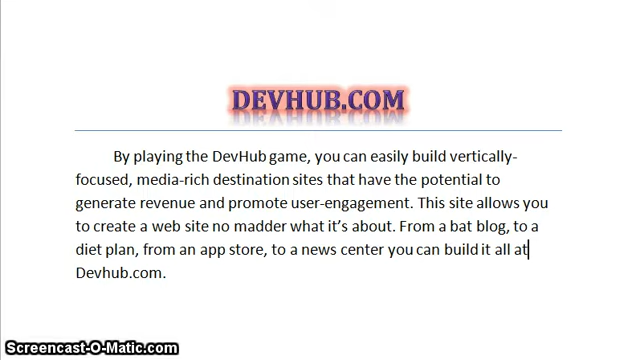 DEVHUB.COM
By playing the DevHub game, you can easily build vertically-
focused, media-rich destination sites that have the potential to
generate revenue and promote user-engagement. This site allows you
to create a web site no madder what it’s about. From a bat blog, to a
diet plan, from an app store, to a news center you can build it all at
Devhub.com.
Screencast-O-Matic.com